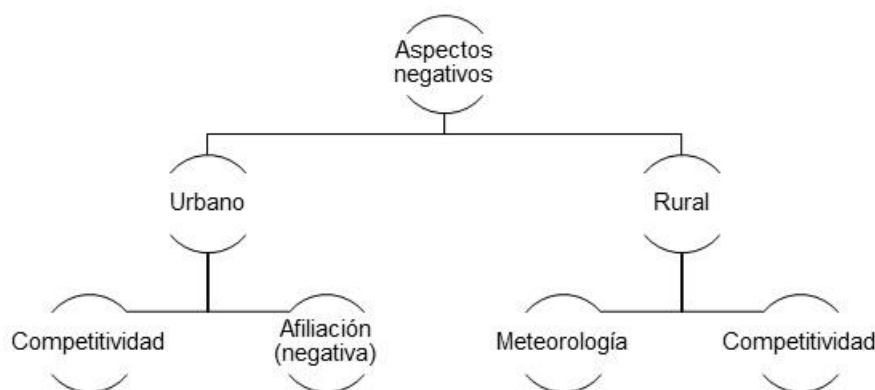 Aspectos
negativos
Urbano
Rural
Competitividad
Afiliación
(negativa)
Meteorología
Competitividad